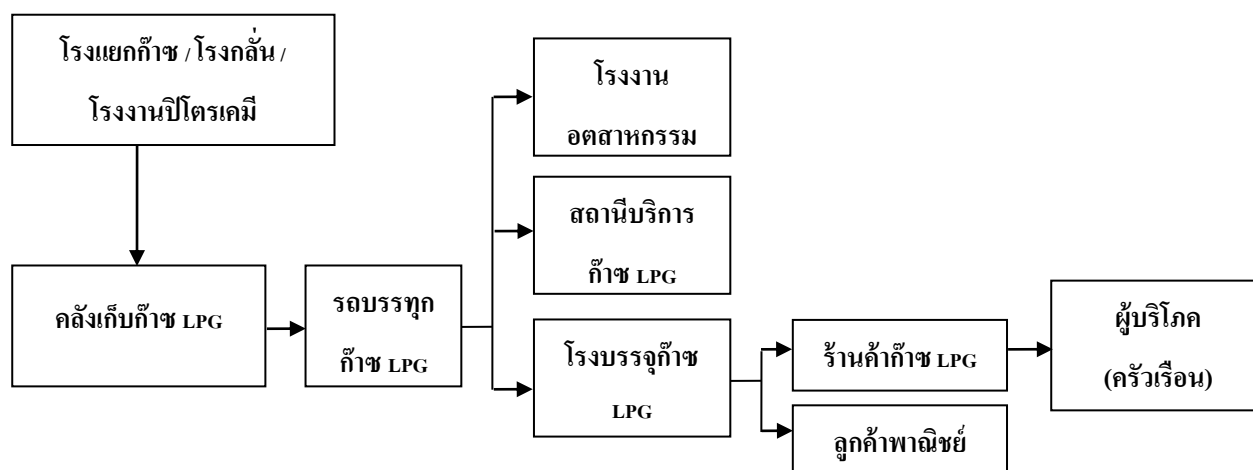 โรงแยกก๊าซ / โรงกลั่น /
โรงงานปิโตรเคมี
โรงงาน
อตสาหกรรม
สถานีบริการ
ก๊าซ LPG
คลังเก็บก๊าซ LPG
รถบรรทุก
ก๊าซ LPG
โรงบรรจุก๊าซ
LPG
ร้านค้าก๊าซ LPG
ผู้บริโภค
(ครัวเรือน)
ลูกค้าพาณิชย์